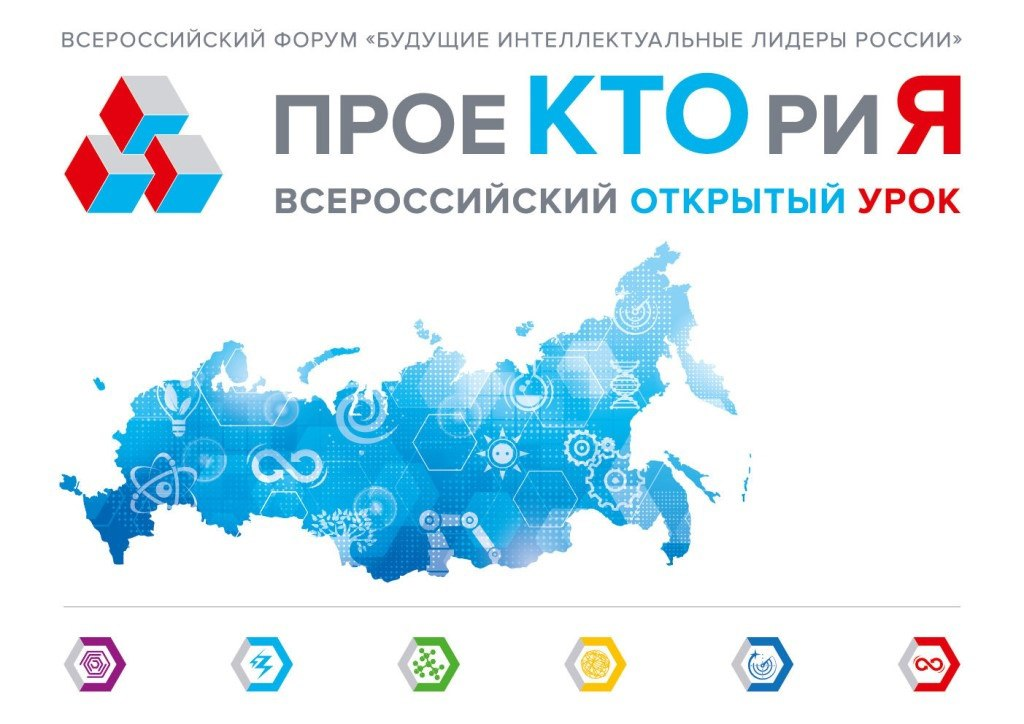 ВСЕРОССИЙСКИЙ ФОРУМ «БУДУЩИЕ ИНТЕЛЛЕКТУАЛЬНЫЕ ЛИДЕРЫ РОССИИ»
ПРОЕКТОРИЯ
ВСЕРОССИЙСКИЙ ОТКРЫТЫЙ УРОК